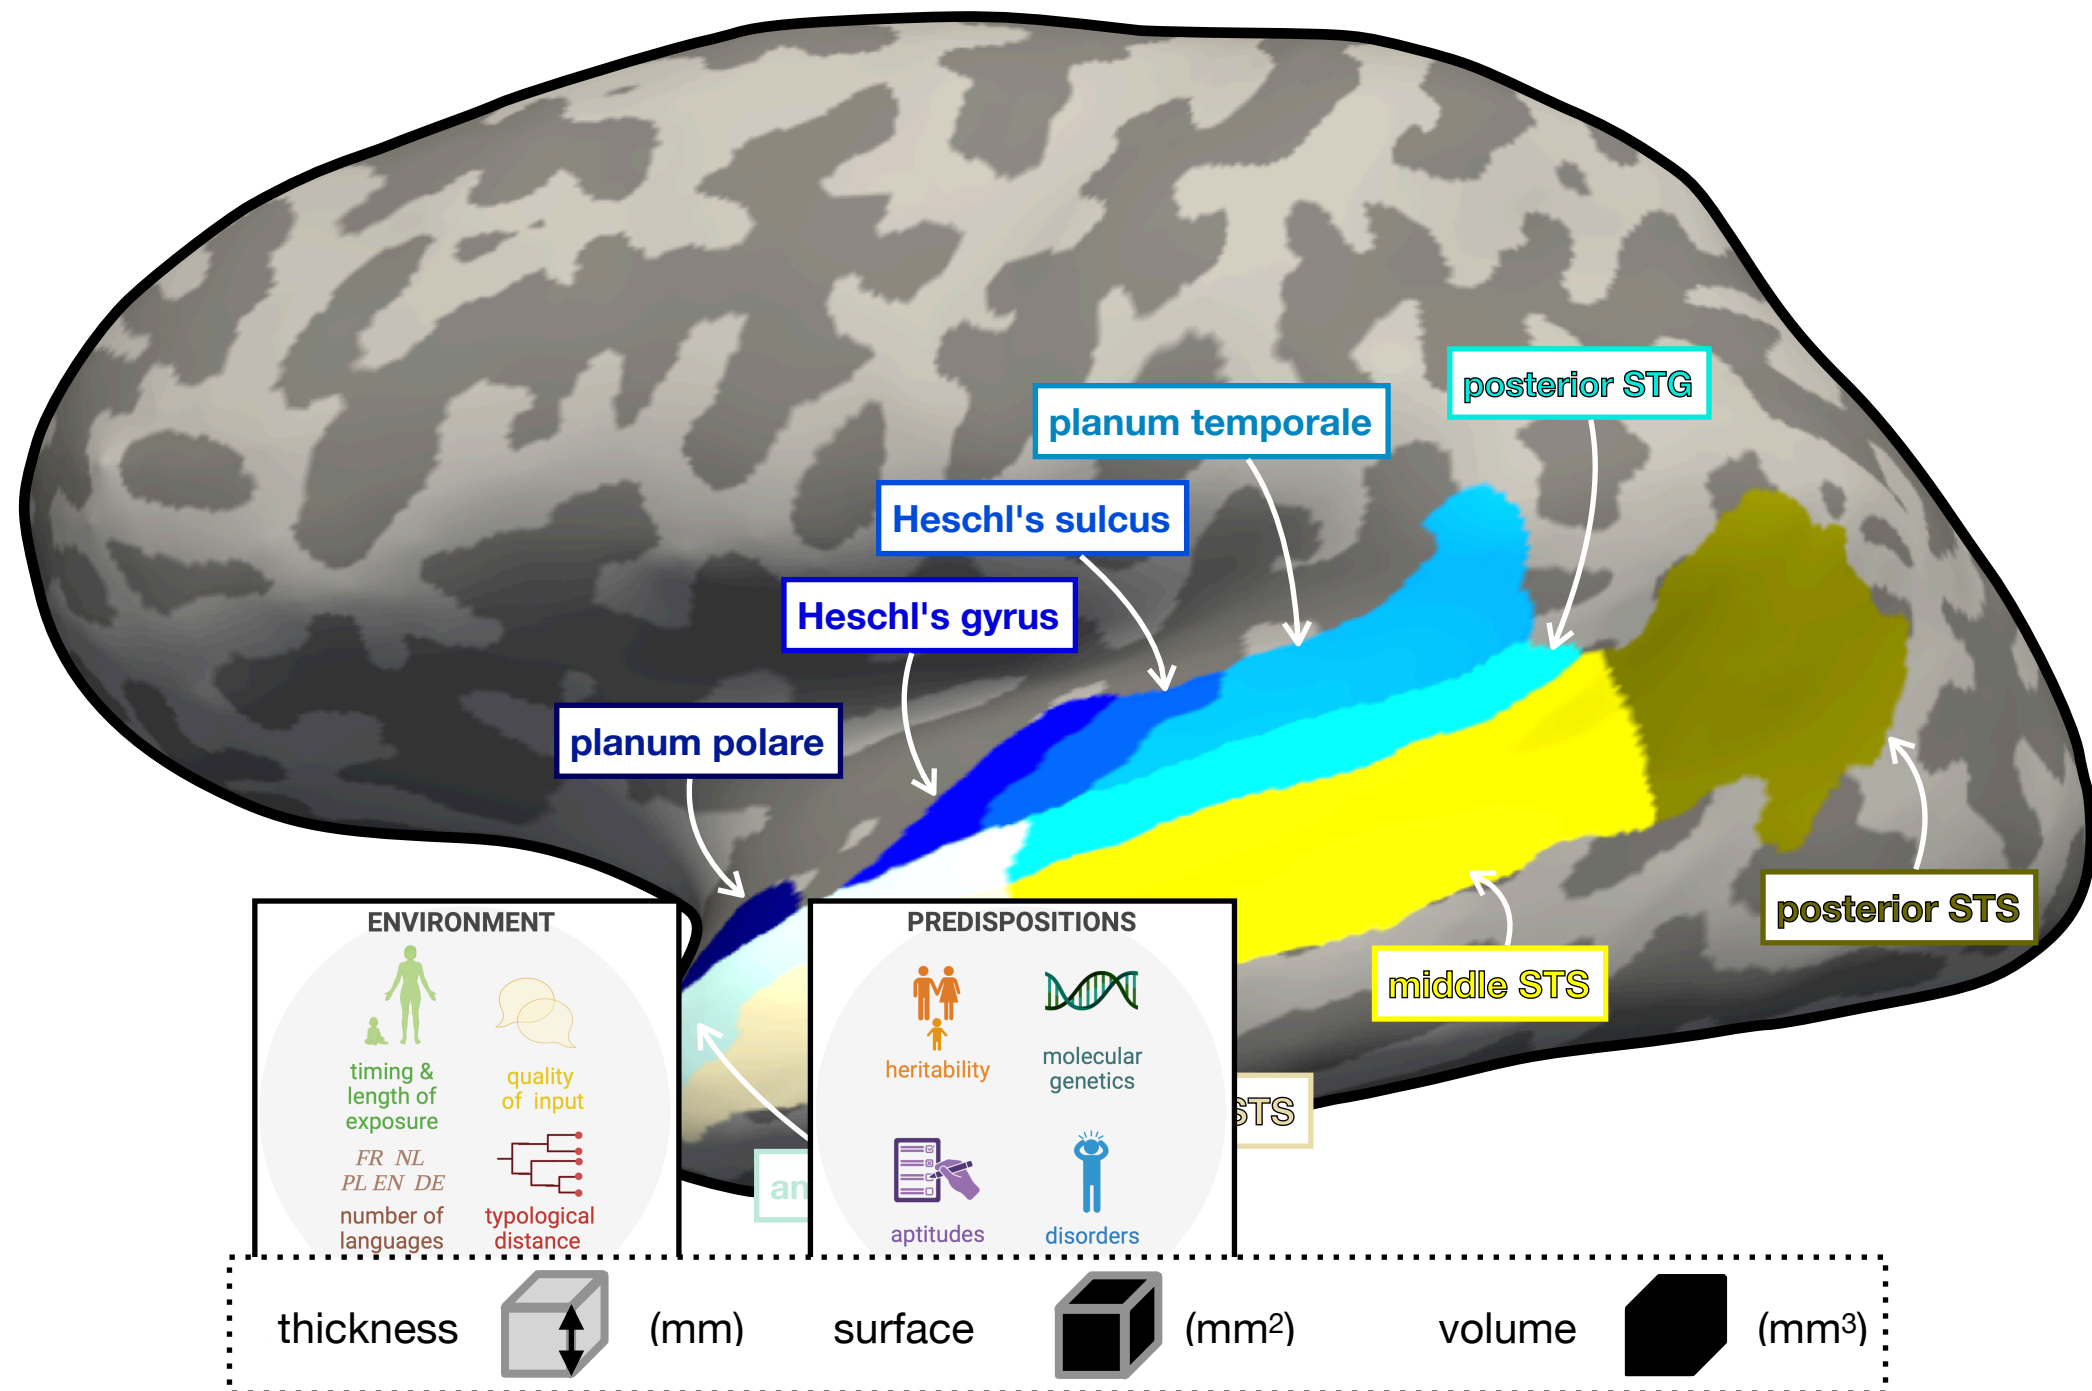 posterior STG
planum temporale
Heschl's sulcus
Heschl's gyrus
planum polare
posterior STS
middle STS
STS
ENVIRONMENT
timing &
length of
exposure
quality
of input
FR NL
PL EN DE
number of
languages
typological
distance
PREDISPOSITIONS
heritability
molecular
genetics
aptitudes
disorders
thickness (mm) surface (mm²) volume (mm³)